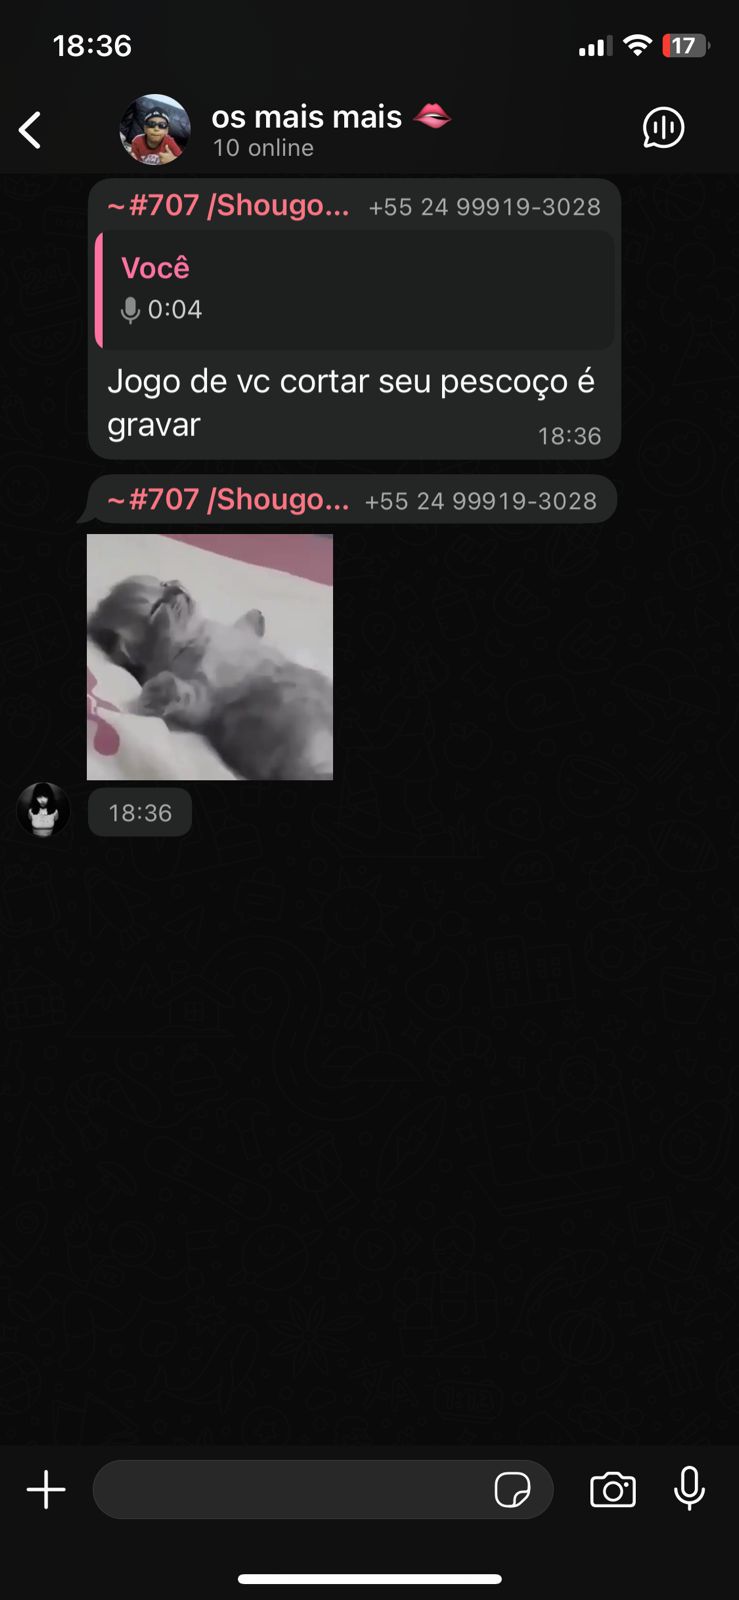 18:36
17
os mais mais 🫦
10 online
~#707 /Shougo... +55 24 99919-3028
Você
0:04
Jogo de vc cortar seu pescoço é
gravar
18:36
~#707 /Shougo... +55 24 99919-3028
18:36